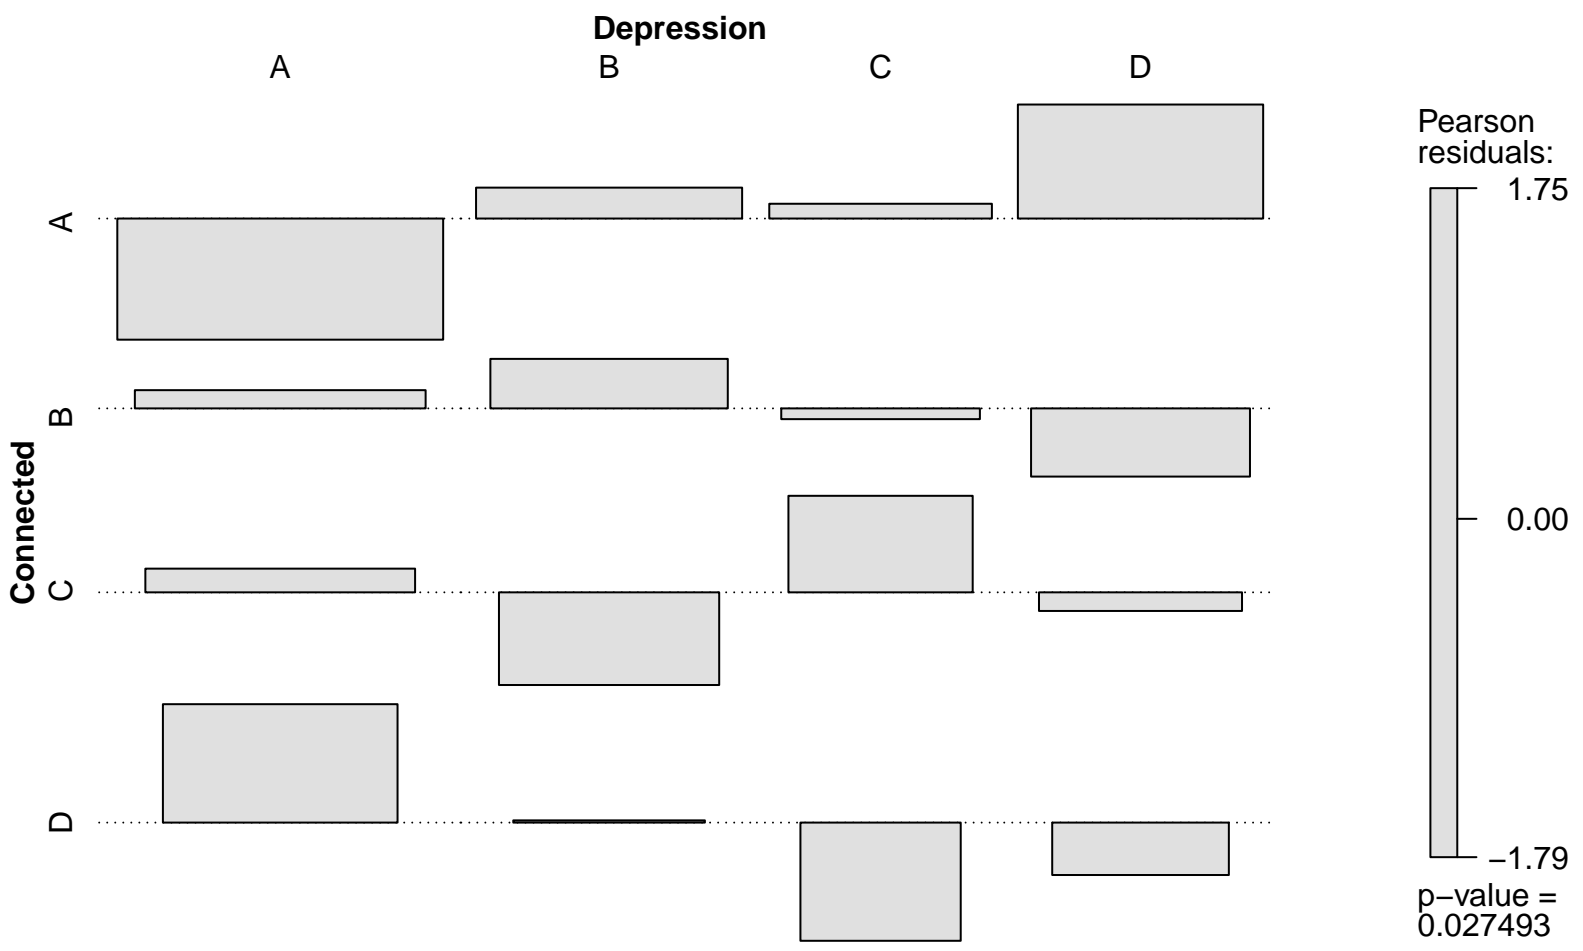 Depression
A B C D
A
B
C
D
Connected
Pearson
residuals:
1.75
0.00
−1.79
p−value =
0.027493